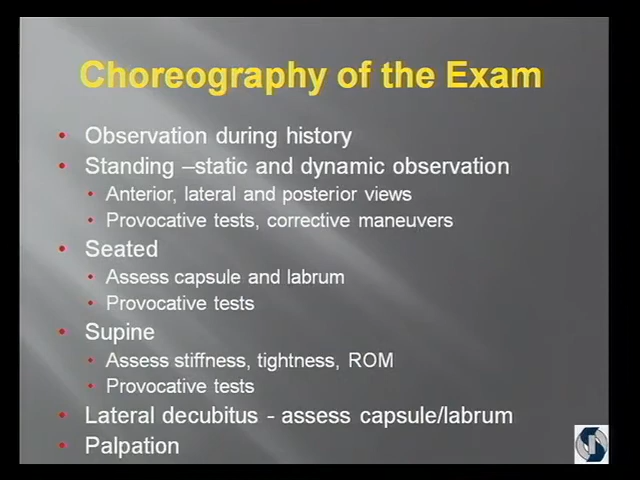 Choreography of the Exam
• Observation during history
• Standing –static and dynamic observation
• Anterior, lateral and posterior views
• Provocative tests, corrective maneuvers
• Seated
• Assess capsule and labrum
• Provocative tests
• Supine
• Assess stiffness, tightness, ROM
• Provocative tests
• Lateral decubitus - assess capsule/labrum
• Palpation